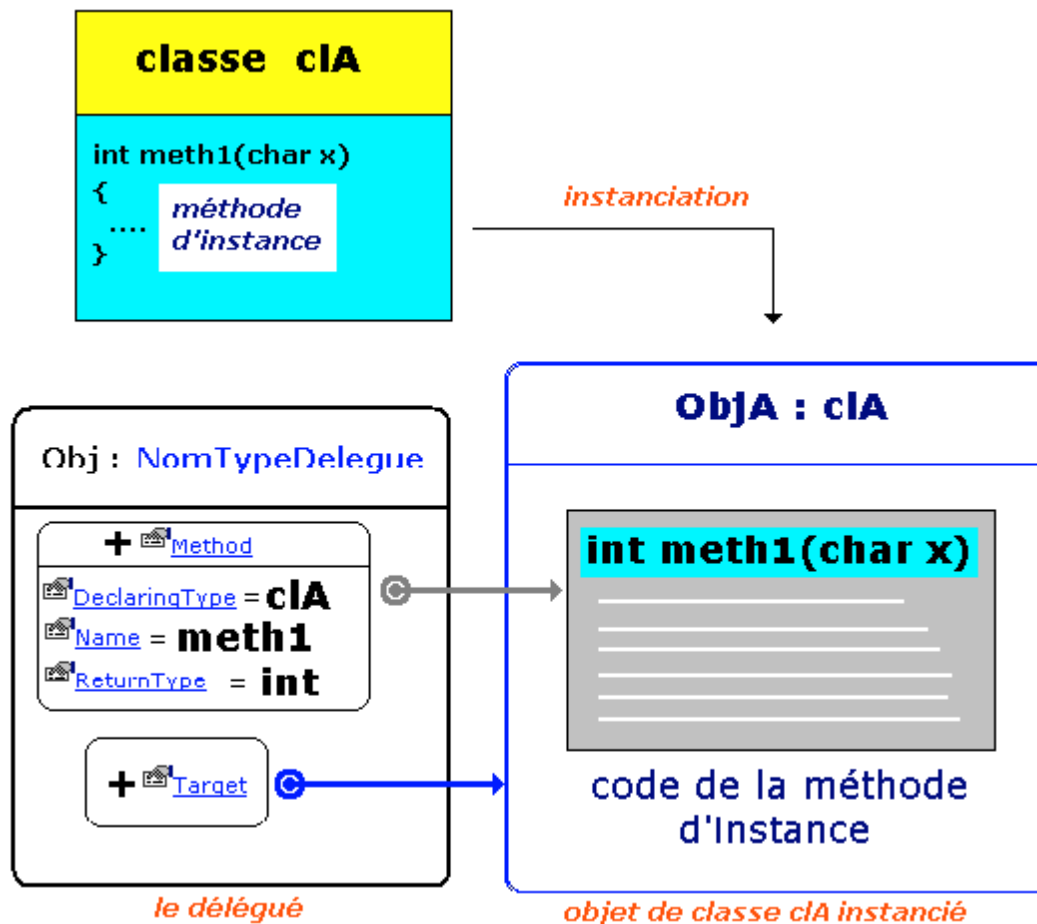 classe clA
int meth1(char x)
{
....
}
méthode
d'instance
instanciation
Obj : NomTypeDelegue
+ Method
DeclaringType = clA
Name = meth1
ReturnType = int
+ Target
le délégué
ObjA : clA
int meth1(char x)
code de la méthode
d'Instance
objet de classe clA instancié